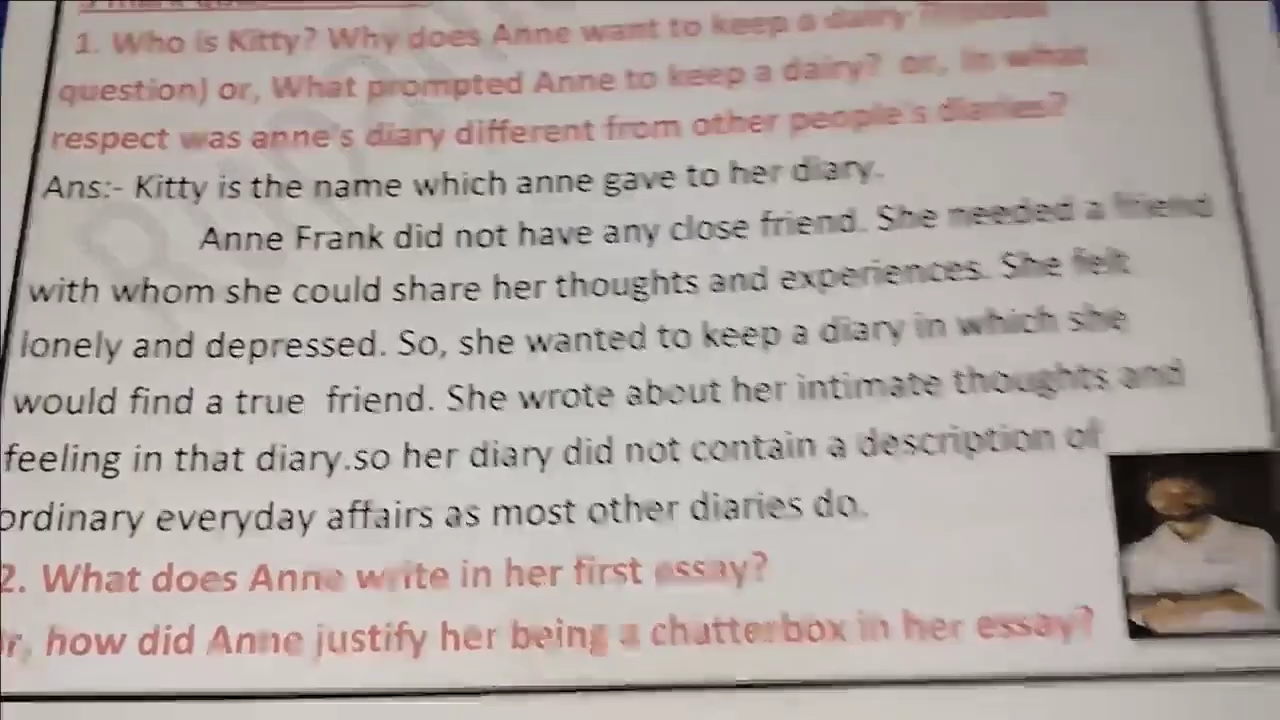 1. Who is Kitty? Why does Anne want to keep a dairy
question) or, What prompted Anne to keep a dairy? or, in what
respect was anne's diary different from other people's diaries?
Ans:- Kitty is the name which anne gave to her diary.
Anne Frank did not have any close friend. She needed a friend
with whom she could share her thoughts and experiences. She felt
lonely and depressed. So, she wanted to keep a diary in which she
would find a true friend. She wrote about her intimate thoughts and
feeling in that diary.so her diary did not contain a description of
ordinary everyday affairs as most other diaries do.
2. What does Anne write in her first essay?
r, how did Anne justify her being a chatterbox in her essay?